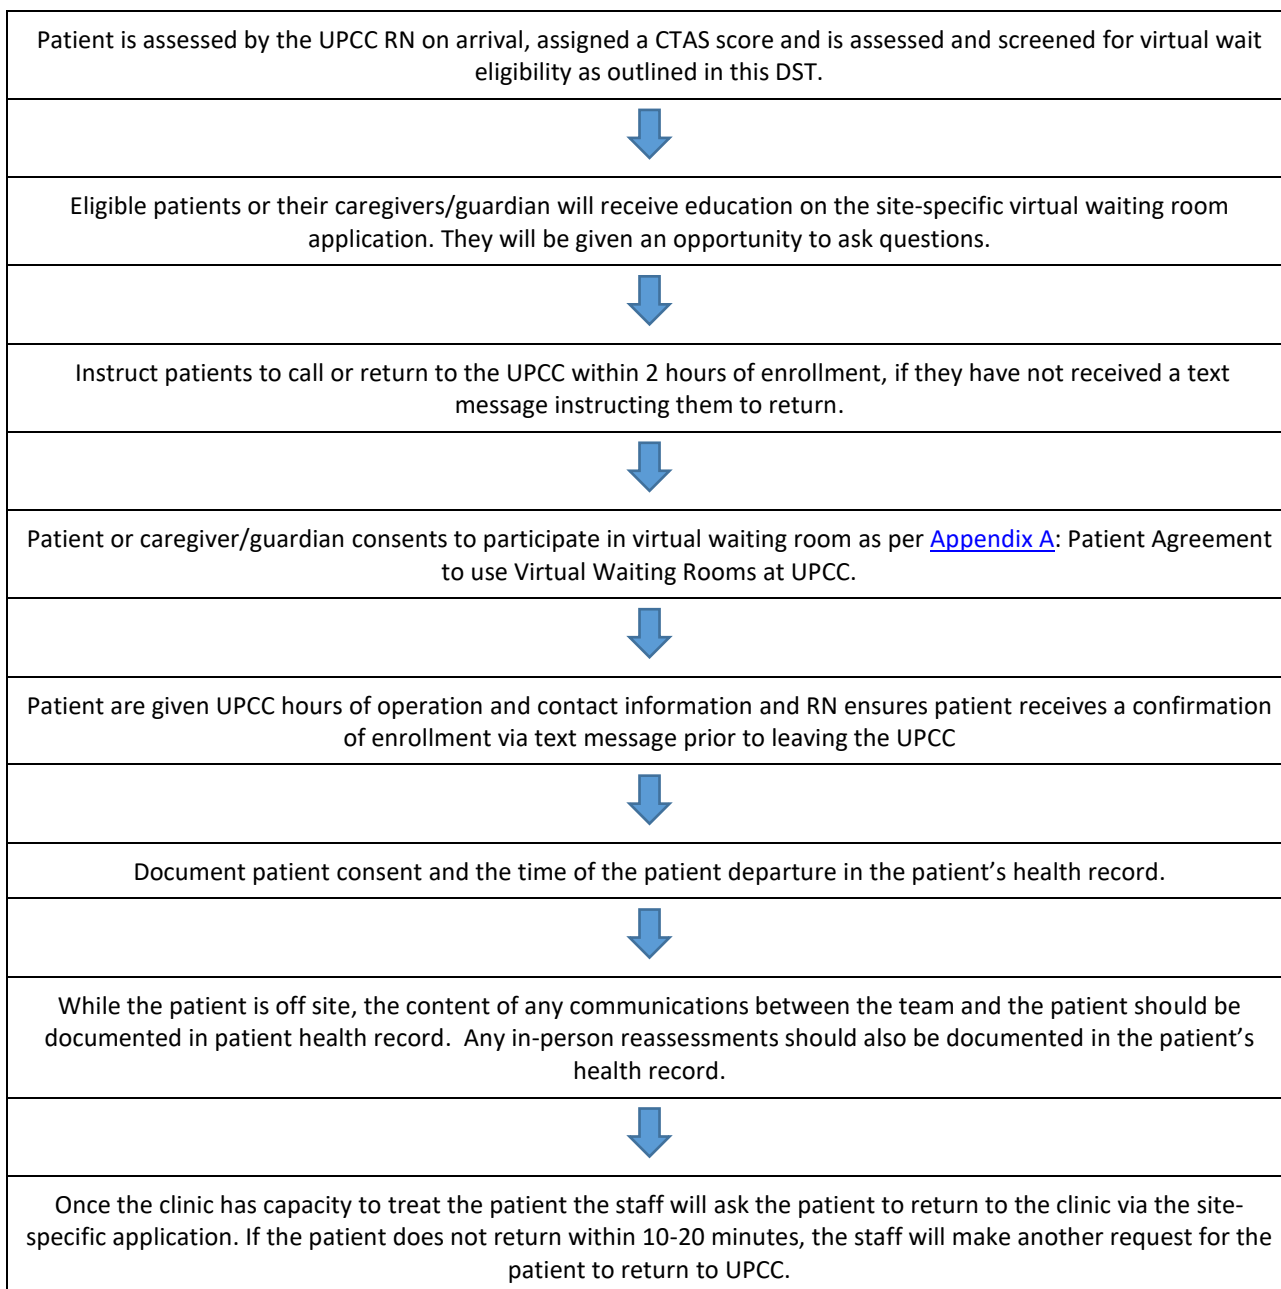 Patient is assessed by the UPCC RN on arrival, assigned a CTAS score and is assessed and screened for virtual wait
eligibility as outlined in this DST.
Eligible patients or their caregivers/guardian will receive education on the site-specific virtual waiting room
application. They will be given an opportunity to ask questions.
Instruct patients to call or return to the UPCC within 2 hours of enrollment, if they have not received a text
message instructing them to return.
Patient or caregiver/guardian consents to participate in virtual waiting room as per Appendix A: Patient Agreement
to use Virtual Waiting Rooms at UPCC.
Patient are given UPCC hours of operation and contact information and RN ensures patient receives a confirmation
of enrollment via text message prior to leaving the UPCC
Document patient consent and the time of the patient departure in the patient’s health record.
While the patient is off site, the content of any communications between the team and the patient should be
documented in patient health record.  Any in-person reassessments should also be documented in the patient’s
health record.
Once the clinic has capacity to treat the patient the staff will ask the patient to return to the clinic via the site-
specific application. If the patient does not return within 10-20 minutes, the staff will make another request for the
patient to return to UPCC.